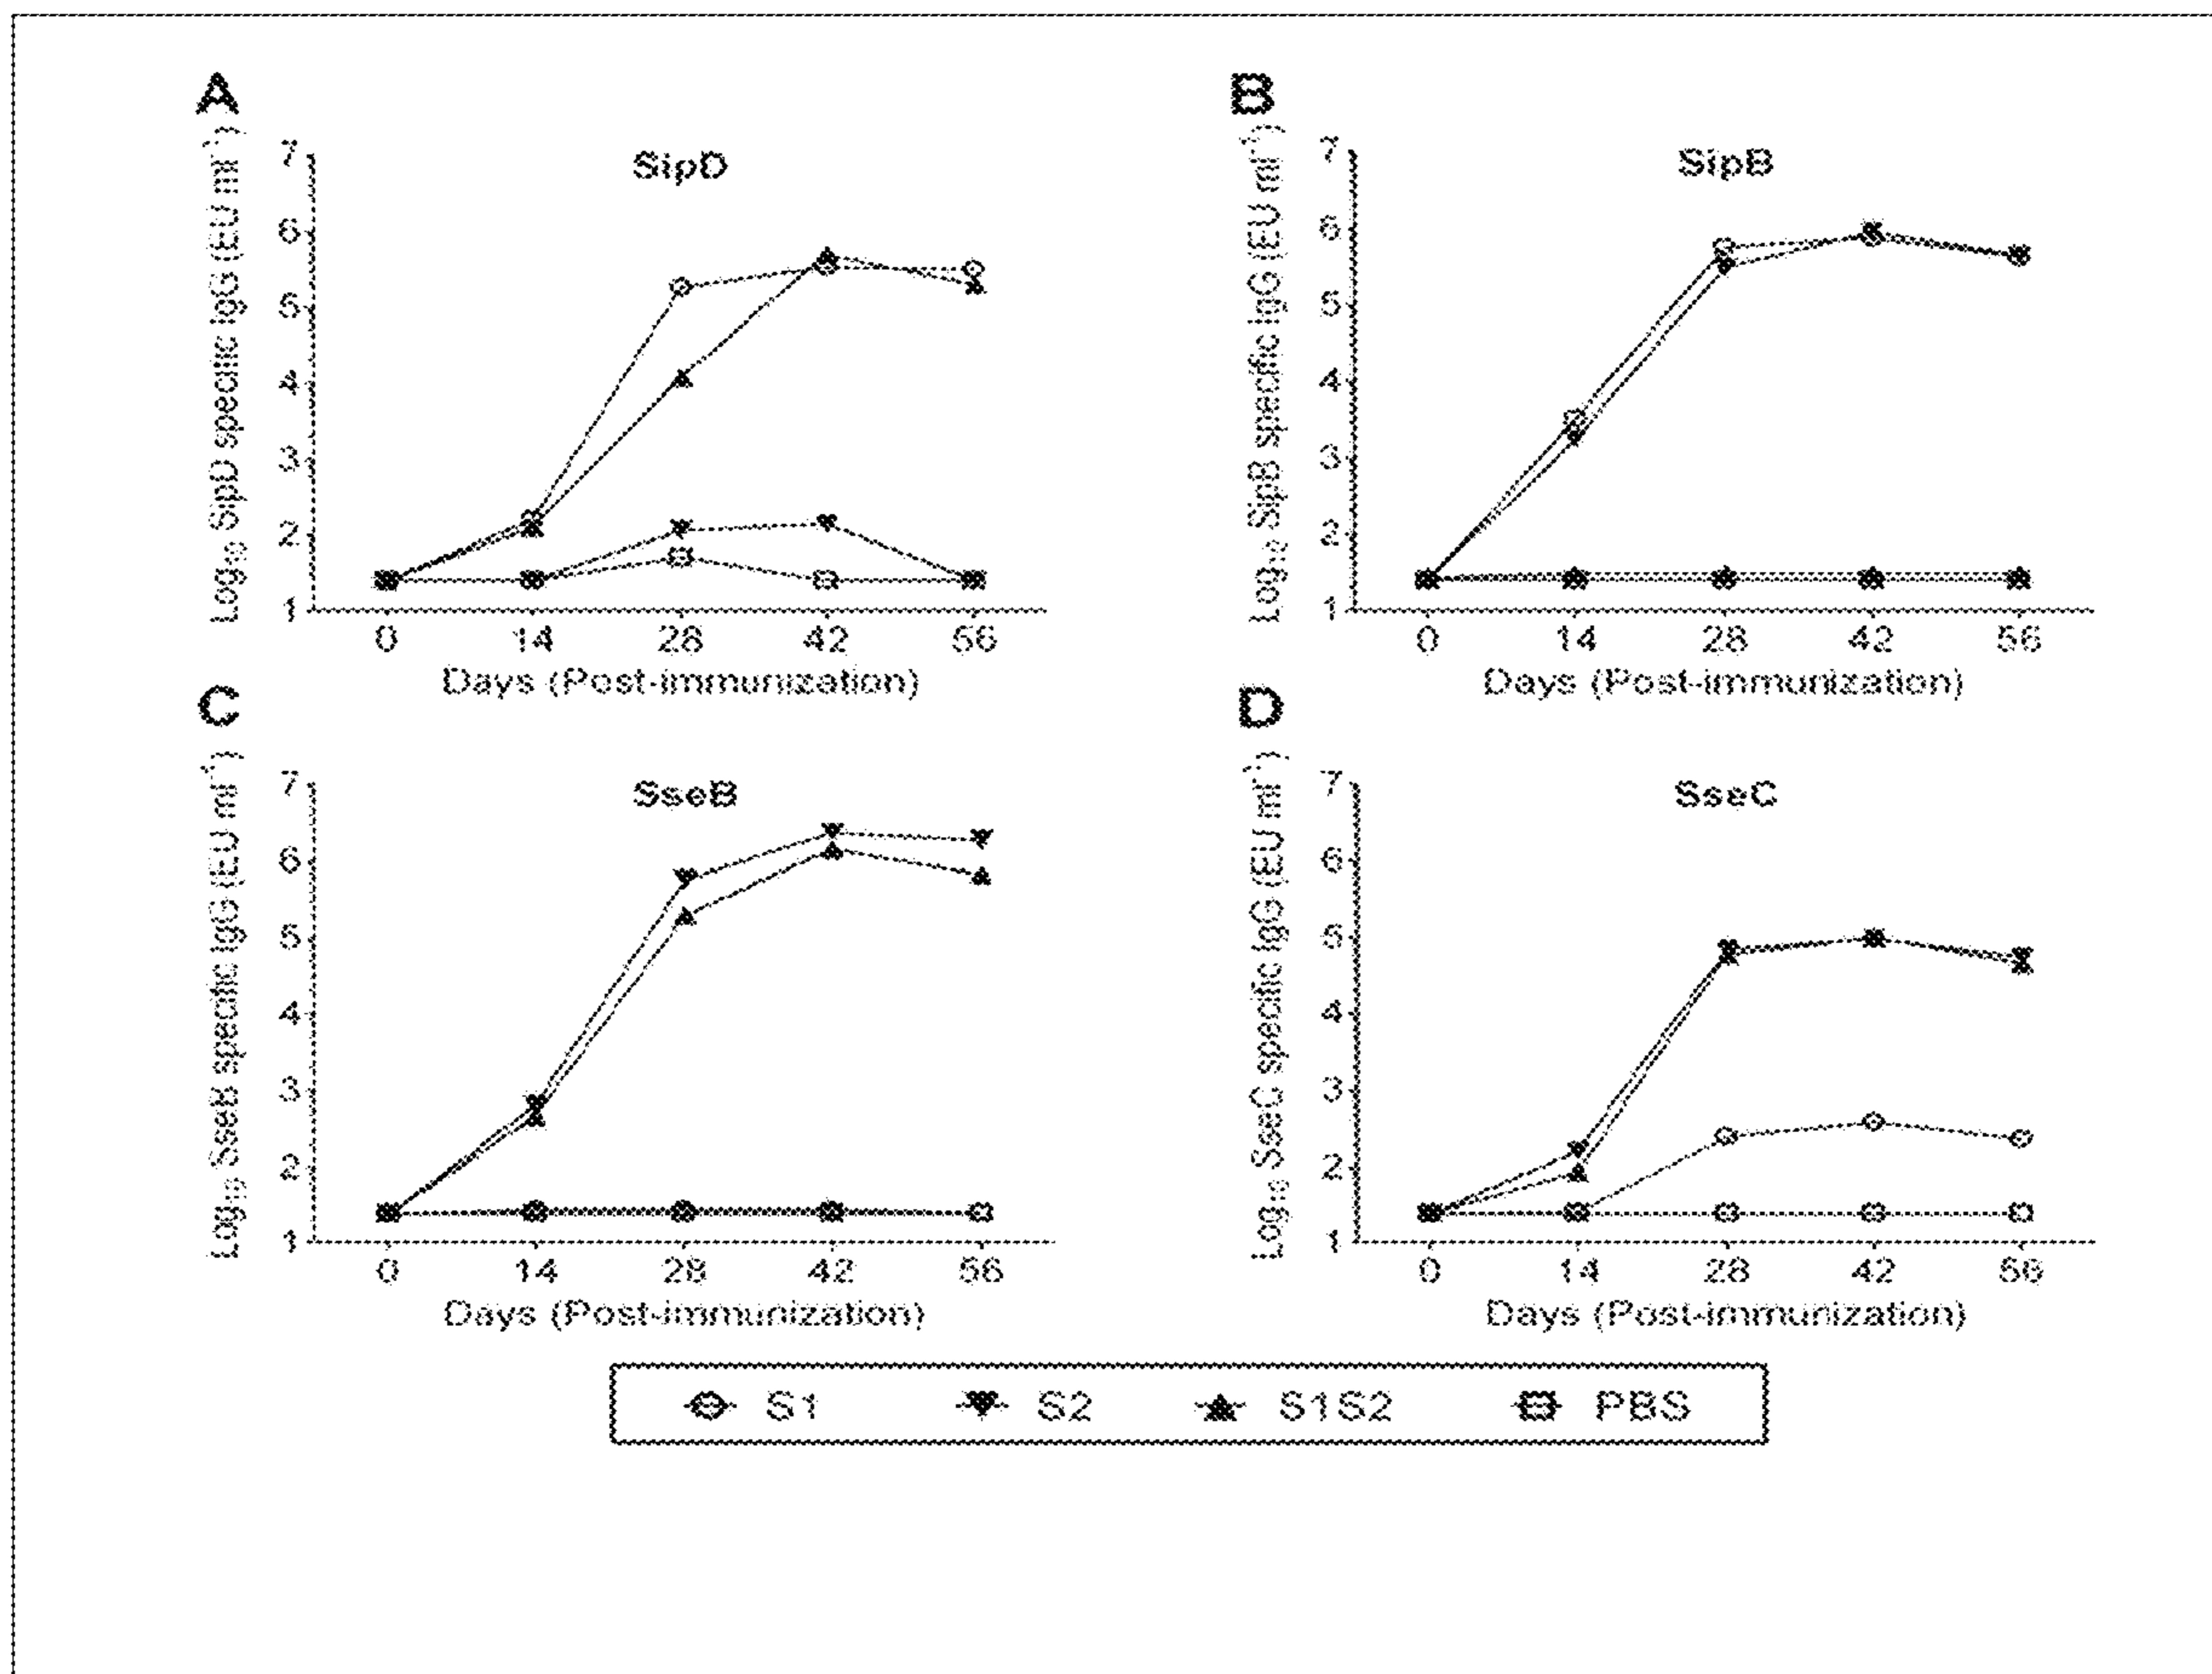 A
B
SipD
SipB
Log₁₀ SipD specific IgG (EU ml⁻¹)
7
6
5
4
3
2
1
0 14 28 42 56
Days (Post-immunization)
Log₁₀ SipB specific IgG (EU ml⁻¹)
7
6
5
4
3
2
1
0 14 28 42 56
Days (Post-immunization)
C
D
SseB
SseC
Log₁₀ SseB specific IgG (EU ml⁻¹)
7
6
5
4
3
2
1
0 14 28 42 56
Days (Post-immunization)
Log₁₀ SseC specific IgG (EU ml⁻¹)
7
6
5
4
3
2
1
0 14 28 42 56
Days (Post-immunization)
S1 S2 S1S2 PBS